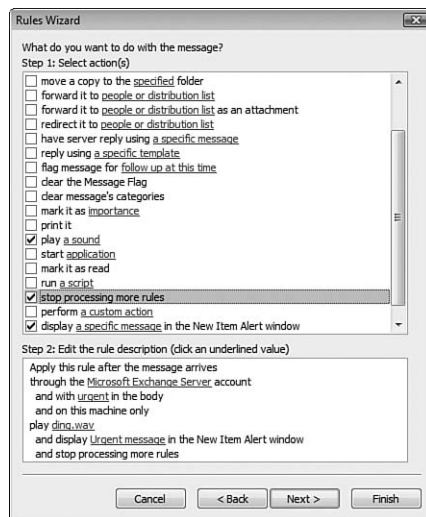 Rules Wizard
What do you want to do with the message?
Step 1: Select action(s)
move a copy to the specified folder
forward it to people or distribution list
forward it to people or distribution list as an attachment
redirect it to people or distribution list
have server reply using a specific message
reply using a specific template
flag message for follow up at this time
clear the Message Flag
clear message's categories
mark it as importance
print it
play a sound
start application
mark it as read
run a script
stop processing more rules
perform a custom action
display a specific message in the New Item Alert window
Step 2: Edit the rule description (click an underlined value)
Apply this rule after the message arrives
through the Microsoft Exchange Server account
and with urgent in the body
and on this machine only
play ding.wav
and display Urgent message in the New Item Alert window
and stop processing more rules
Cancel
< Back
Next >
Finish